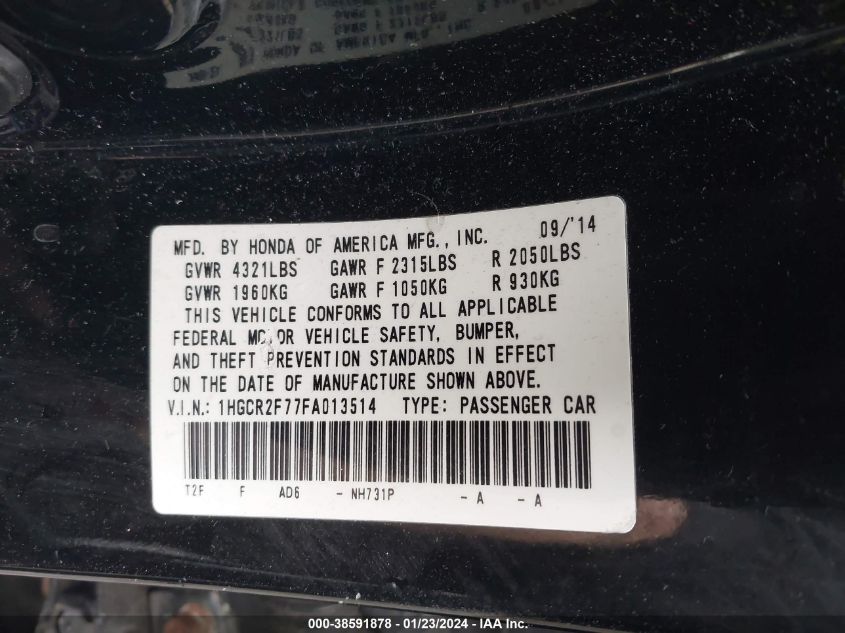 MFD. BY HONDA OF AMERICA MFG., INC. 09/'14
GVWR 4321LBS GAWR F 2315LBS R 2050LBS
GVWR 1960KG GAWR F 1050KG R 930KG
THIS VEHICLE CONFORMS TO ALL APPLICABLE
FEDERAL MOTOR VEHICLE SAFETY, BUMPER,
AND THEFT PREVENTION STANDARDS IN EFFECT
ON THE DATE OF MANUFACTURE SHOWN ABOVE.
V.I.N.: 1HGCR2F77FA013514 TYPE: PASSENGER CAR
T2F F AD6 - NH731P - A - A
000-38591878 - 01/23/2024 - IAA Inc.